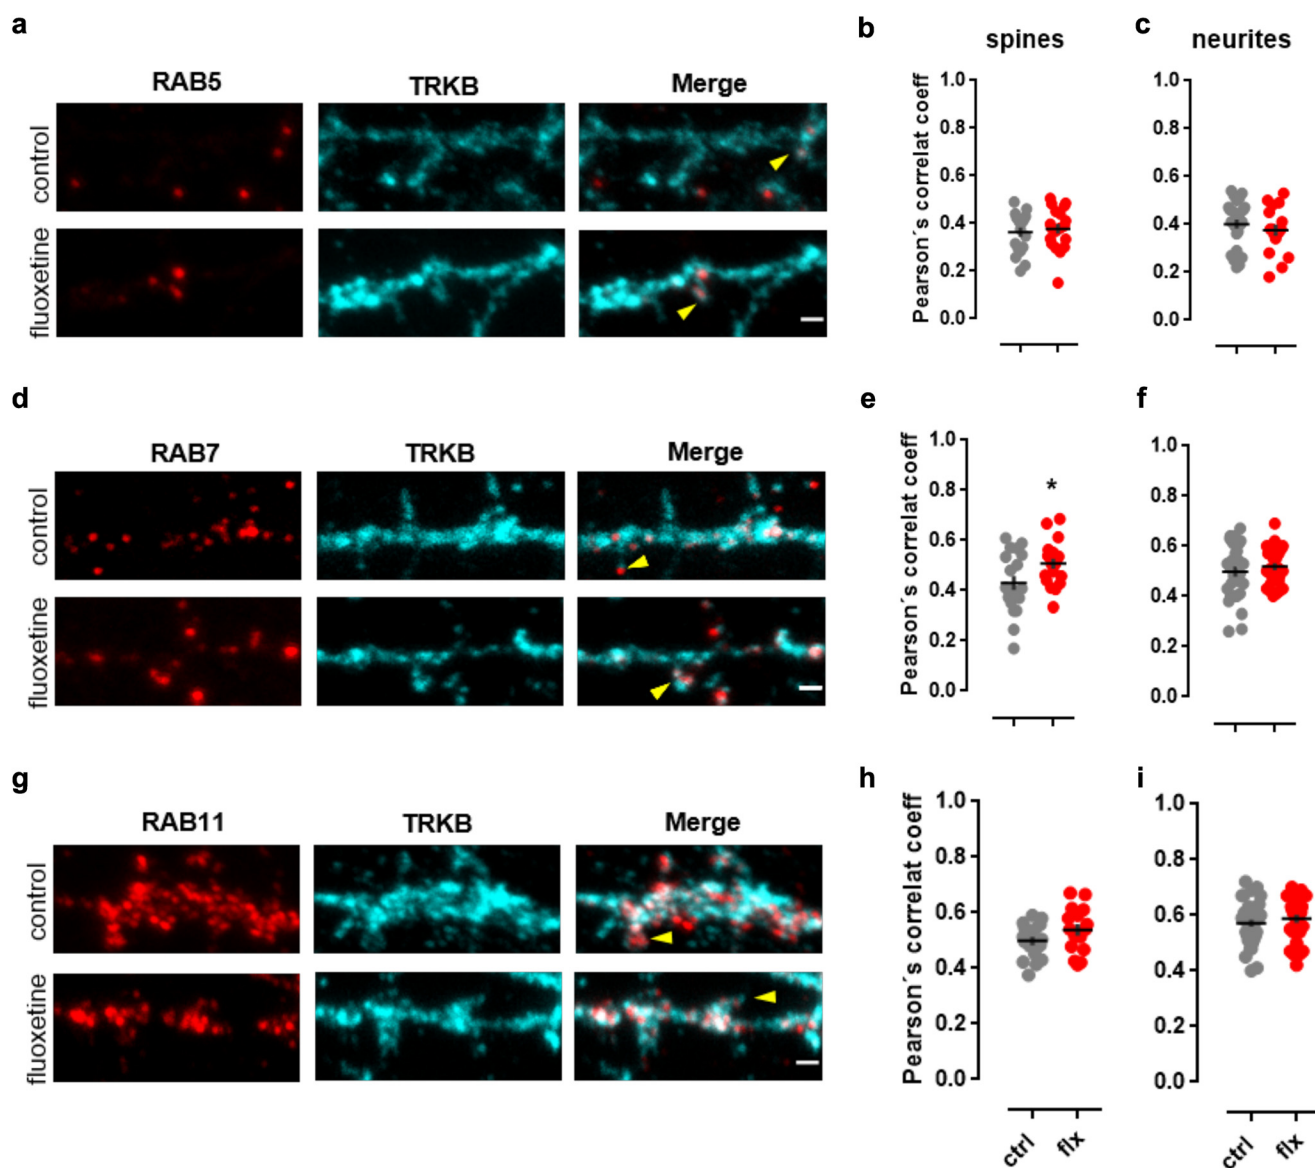 a
RAB5
TRKB
Merge
control
fluoxetine
b
spines
Pearson´s correlat coeff
1.0
0.8
0.6
0.4
0.2
0.0
c
neurites
1.0
0.8
0.6
0.4
0.2
0.0
d
RAB7
TRKB
Merge
control
fluoxetine
e
Pearson´s correlat coeff
1.0
0.8
0.6
0.4
0.2
0.0
*
f
1.0
0.8
0.6
0.4
0.2
0.0
g
RAB11
TRKB
Merge
control
fluoxetine
h
Pearson´s correlat coeff
1.0
0.8
0.6
0.4
0.2
0.0
ctrl
flx
i
1.0
0.8
0.6
0.4
0.2
0.0
ctrl
flx